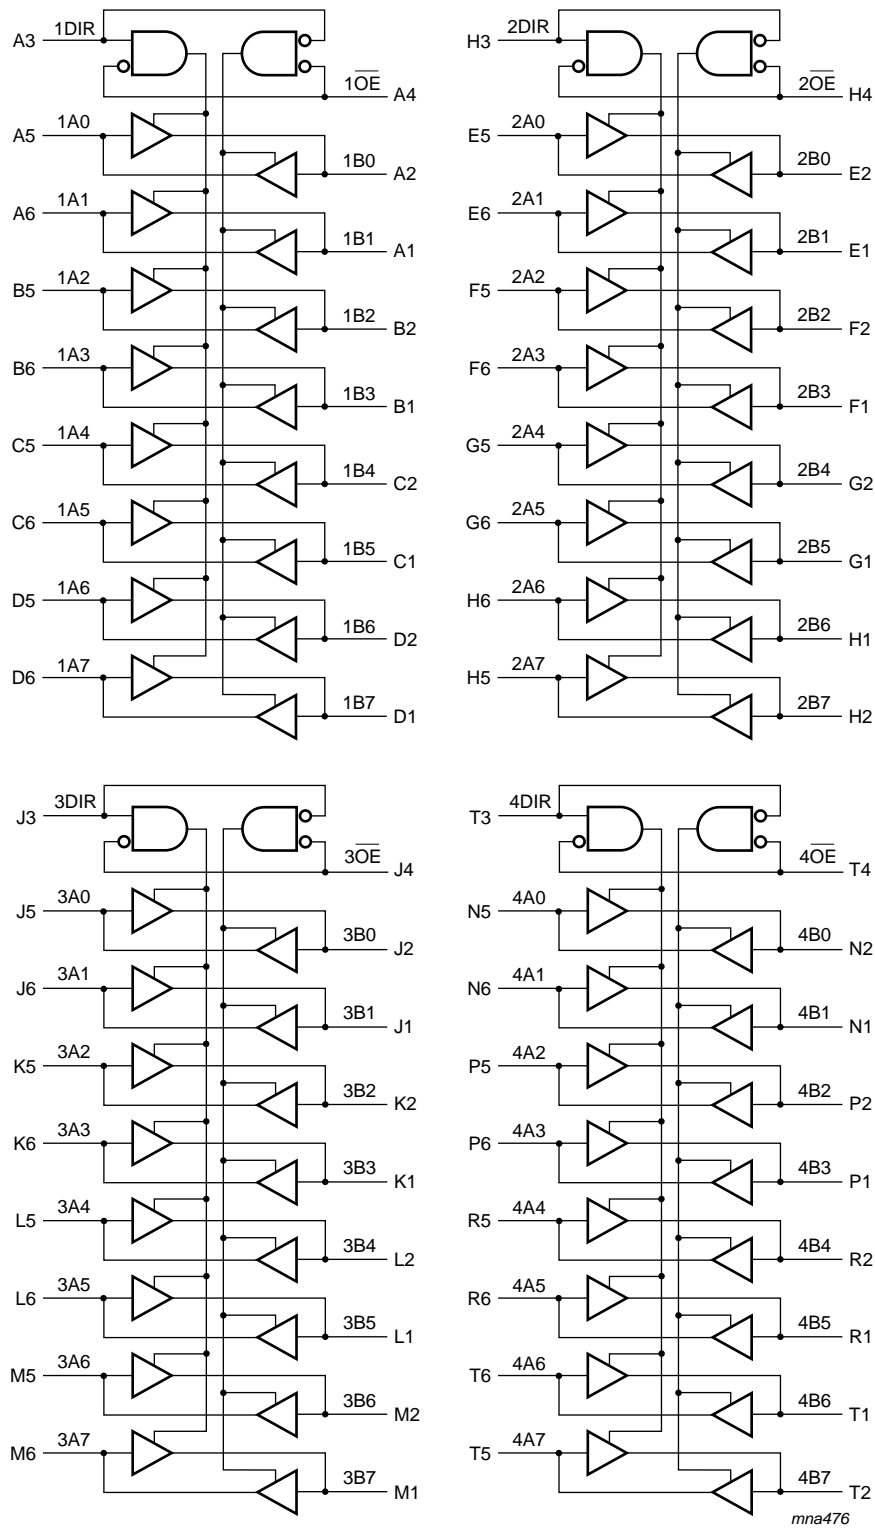 A3 1DIR
1O̅E̅ A4
A5 1A0
1B0 A2
A6 1A1
1B1 A1
B5 1A2
1B2 B2
B6 1A3
1B3 B1
C5 1A4
1B4 C2
C6 1A5
1B5 C1
D5 1A6
1B6 D2
D6 1A7
1B7 D1
H3 2DIR
2O̅E̅ H4
E5 2A0
2B0 E2
E6 2A1
2B1 E1
F5 2A2
2B2 F2
F6 2A3
2B3 F1
G5 2A4
2B4 G2
G6 2A5
2B5 G1
H6 2A6
2B6 H1
H5 2A7
2B7 H2
J3 3DIR
3O̅E̅ J4
J5 3A0
3B0 J2
J6 3A1
3B1 J1
K5 3A2
3B2 K2
K6 3A3
3B3 K1
L5 3A4
3B4 L2
L6 3A5
3B5 L1
M5 3A6
3B6 M2
M6 3A7
3B7 M1
T3 4DIR
4O̅E̅ T4
N5 4A0
4B0 N2
N6 4A1
4B1 N1
P5 4A2
4B2 P2
P6 4A3
4B3 P1
R5 4A4
4B4 R2
R6 4A5
4B5 R1
T6 4A6
4B6 T1
T5 4A7
4B7 T2
mna476